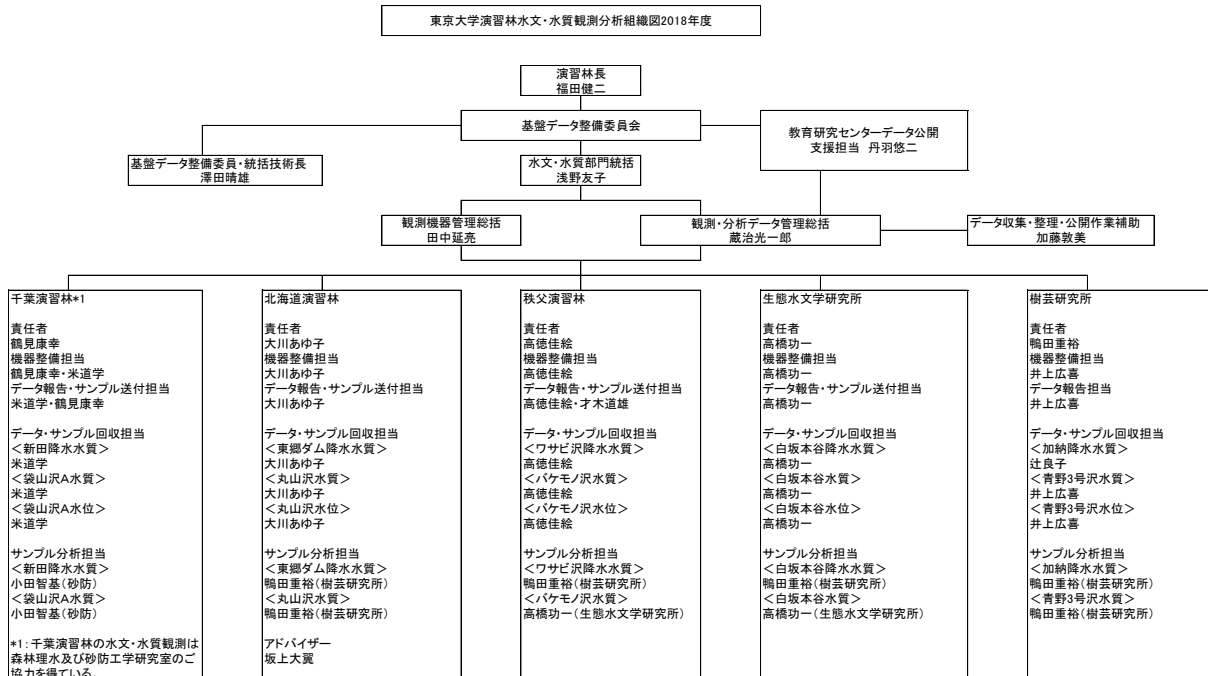 東京大学演習林水文・水質観測分析組織図2018年度
演習林長
福田健二
基盤データ整備委員会
教育研究センターデータ公開
支援担当 丹羽悠二
基盤データ整備委員・統括技術長
澤田晴雄
水文・水質部門統括
浅野友子
観測機器管理総括
田中延亮
観測・分析データ管理総括
蔵治光一郎
データ収集・整理・公開作業補助
加藤敦美
千葉演習林*1
責任者
鶴見康幸
機器整備担当
鶴見康幸・米道学
データ報告・サンプル送付担当
米道学・鶴見康幸
データ・サンプル回収担当
＜新田降水水質＞
米道学
＜袋山沢A水質＞
米道学
＜袋山沢A水位＞
米道学
サンプル分析担当
＜新田降水水質＞
小田智基（砂防）
＜袋山沢A水質＞
小田智基（砂防）
*1：千葉演習林の水文・水質観測は
森林理水及び砂防工学研究室のご
協力を得ている。
北海道演習林
責任者
大川あゆ子
機器整備担当
大川あゆ子
データ報告・サンプル送付担当
大川あゆ子
データ・サンプル回収担当
＜東郷ダム降水水質＞
大川あゆ子
＜丸山沢水質＞
大川あゆ子
＜丸山沢水位＞
大川あゆ子
サンプル分析担当
＜東郷ダム降水水質＞
鴨田重裕（樹芸研究所）
＜丸山沢水質＞
鴨田重裕（樹芸研究所）
アドバイザー
坂上大翼
秩父演習林
責任者
高徳佳絵
機器整備担当
高徳佳絵
データ報告・サンプル送付担当
高徳佳絵・才木道雄
データ・サンプル回収担当
＜ワサビ沢降水水質＞
高徳佳絵
＜バケモノ沢水質＞
高徳佳絵
＜バケモノ沢水位＞
高徳佳絵
サンプル分析担当
＜ワサビ沢降水水質＞
鴨田重裕（樹芸研究所）
＜バケモノ沢水質＞
高橋功一（生態水文学研究所）
生態水文学研究所
責任者
高橋功一
機器整備担当
高橋功一
データ報告・サンプル送付担当
高橋功一
データ・サンプル回収担当
＜白坂本谷降水水質＞
高橋功一
＜白坂本谷水質＞
高橋功一
＜白坂本谷水位＞
高橋功一
サンプル分析担当
＜白坂本谷降水水質＞
鴨田重裕（樹芸研究所）
＜白坂本谷水質＞
高橋功一（生態水文学研究所）
樹芸研究所
責任者
鴨田重裕
機器整備担当
井上広喜
データ報告担当
井上広喜
データ・サンプル回収担当
＜加納降水水質＞
辻良子
＜青野3号沢水質＞
井上広喜
＜青野3号沢水位＞
井上広喜
サンプル分析担当
＜加納降水水質＞
鴨田重裕（樹芸研究所）
＜青野3号沢水質＞
鴨田重裕（樹芸研究所）